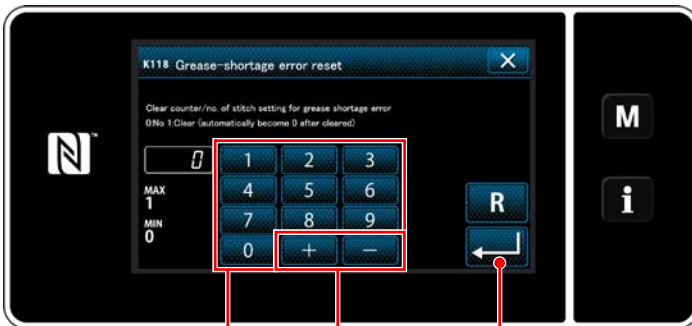 K118 Grease-shortage error reset
Clear counter/no. of stitch setting for grease shortage error
0:No 1:Clear (automatically become 0 after cleared)
0
1 2 3
MAX
1
4 5 6
MIN
0
7 8 9
0 + −
R
M
i
N